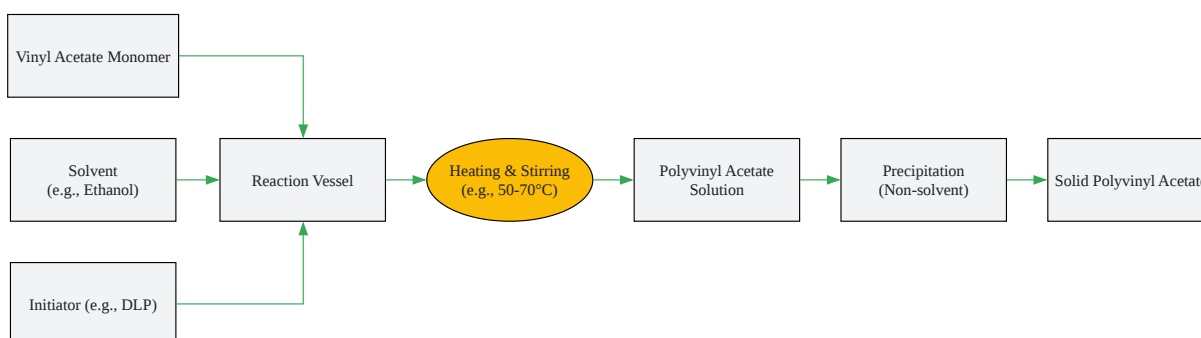 Vinyl Acetate Monomer
Solvent
(e.g., Ethanol)
Reaction Vessel
Heating & Stirring
(e.g., 50-70°C)
Polyvinyl Acetate
Solution
Precipitation
(Non-solvent)
Solid Polyvinyl Acetate
Initiator (e.g., DLP)